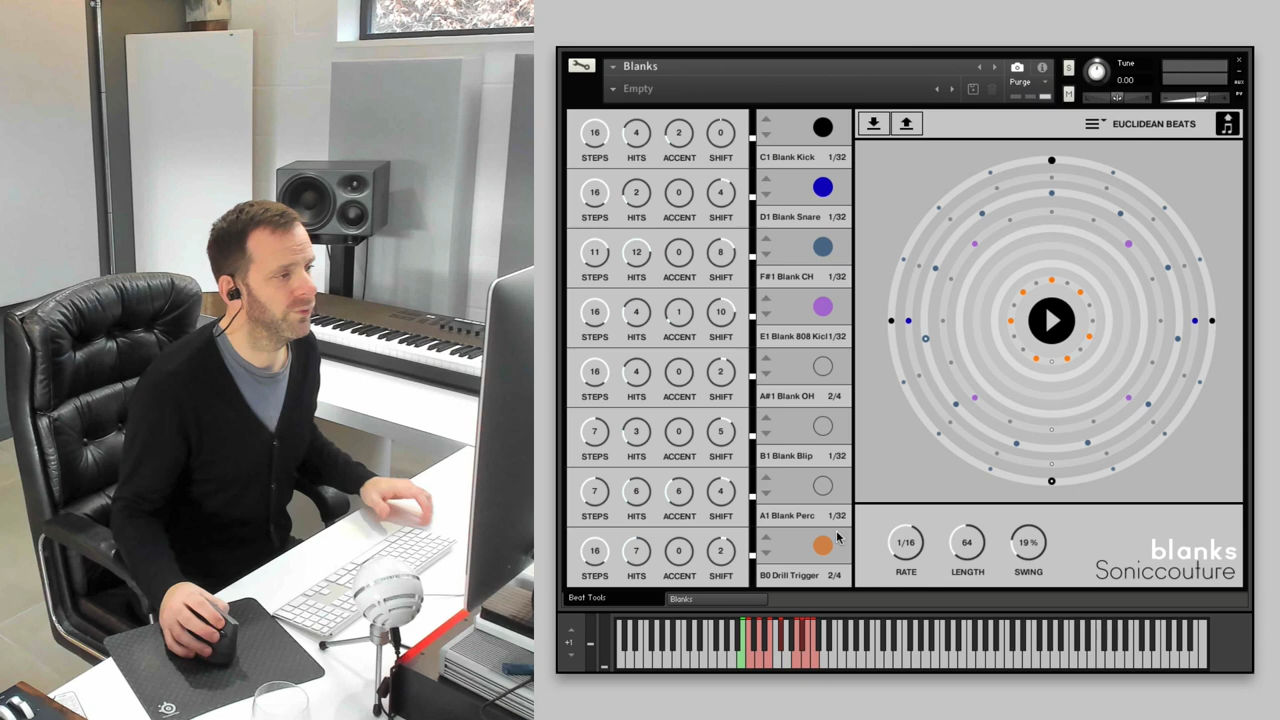 Blanks
Empty
Purge
S
M
Tune
0.00
AUX
PV
16 4 2 0
STEPS HITS ACCENT SHIFT
C1 Blank Kick 1/32
16 2 0 4
STEPS HITS ACCENT SHIFT
D1 Blank Snare 1/32
11 12 0 8
STEPS HITS ACCENT SHIFT
F#1 Blank CH 1/32
16 4 1 10
STEPS HITS ACCENT SHIFT
E1 Blank 808 Kicl 1/32
16 4 0 2
STEPS HITS ACCENT SHIFT
A#1 Blank OH 2/4
7 3 0 5
STEPS HITS ACCENT SHIFT
B1 Blank Blip 1/32
7 6 6 4
STEPS HITS ACCENT SHIFT
A1 Blank Perc 1/32
16 7 0 2
STEPS HITS ACCENT SHIFT
B0 Drill Trigger 2/4
EUCLIDEAN BEATS
1/16 64 19 %
RATE LENGTH SWING
blanks
Soniccouture
Beat Tools Blanks
+1